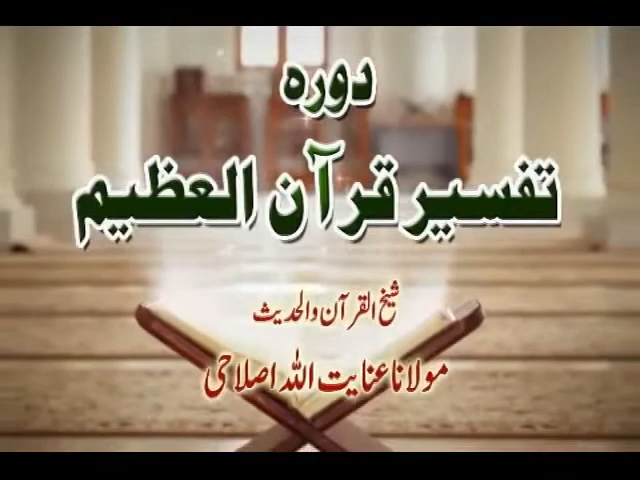 دورہ
تفسیر قرآن العظیم
شیخ القرآن والحدیث
مولانا عنایت اللہ اصلاحی